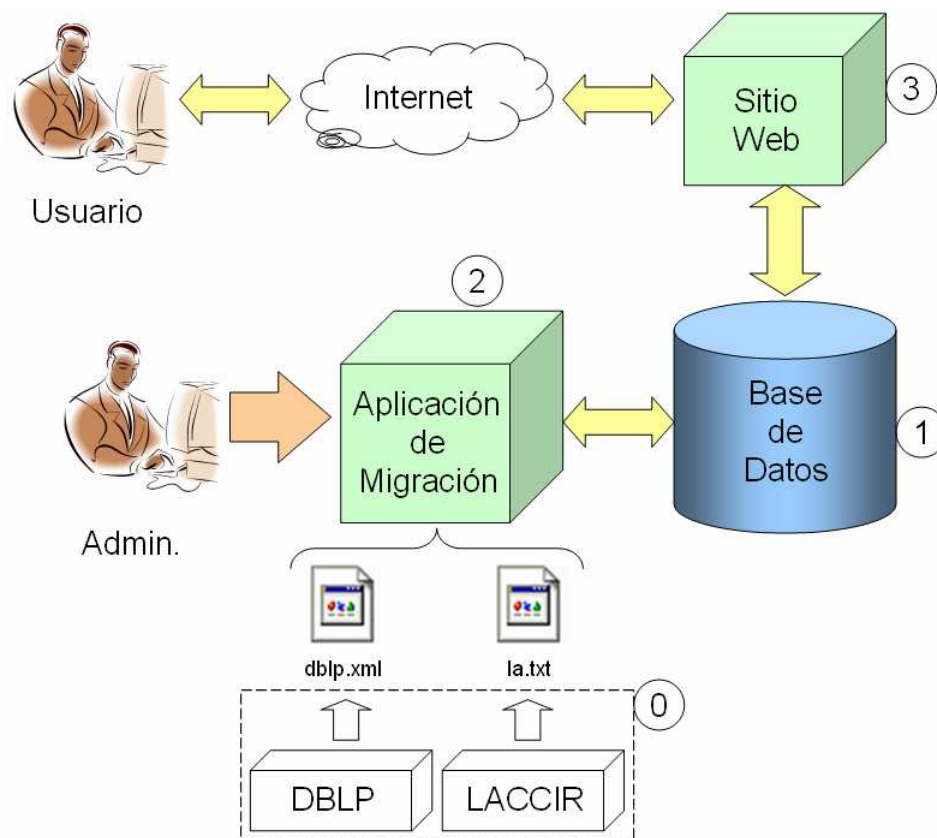 Internet
Sitio
Web
3
Usuario
2
Aplicación
de
Migración
Base
de
Datos
1
Admin.
dblp.xml
la.txt
0
DBLP
LACCIR